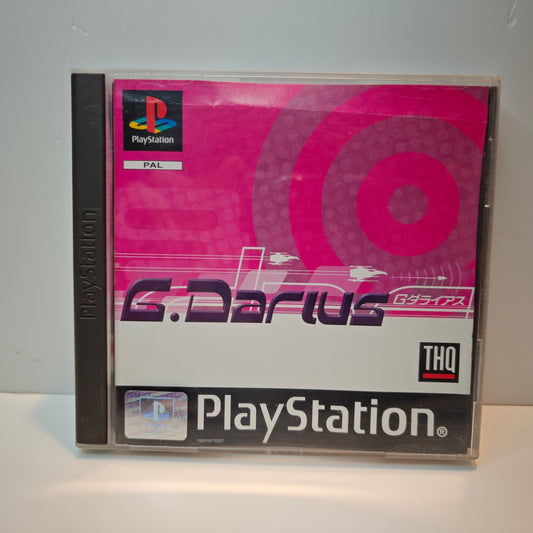 PlayStation
PlayStation
PAL
G.Darius
Gダライアス
THQ
PlayStation®